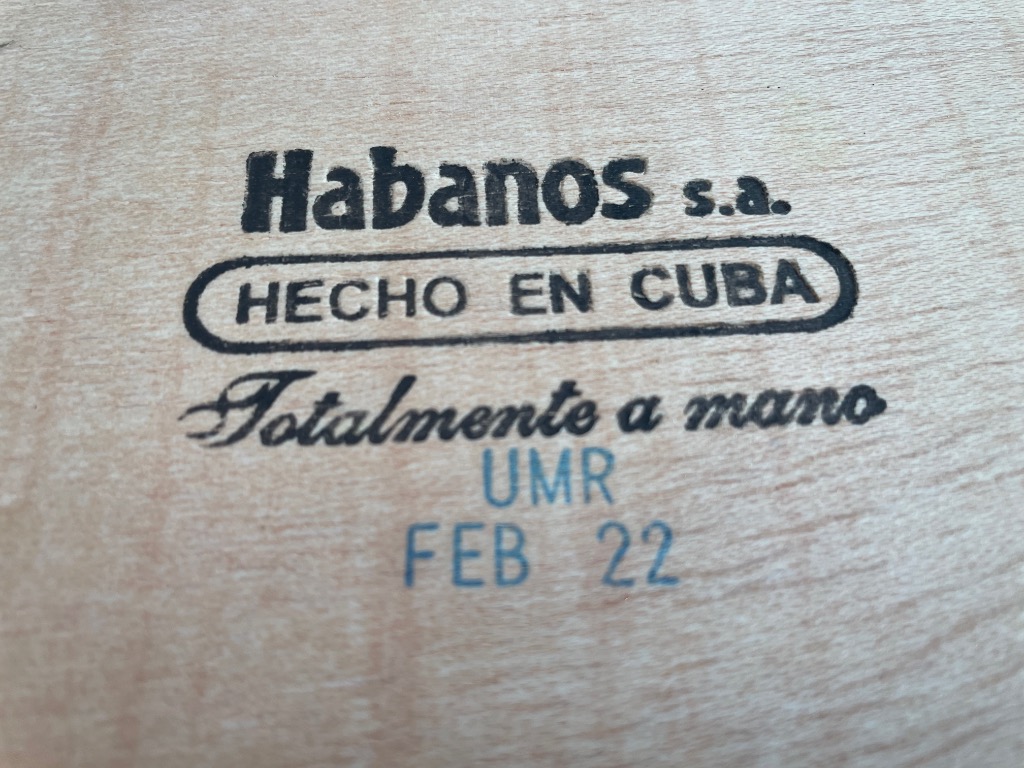 Habanos s.a.
HECHO EN CUBA
Totalmente a mano
UMR
FEB 22